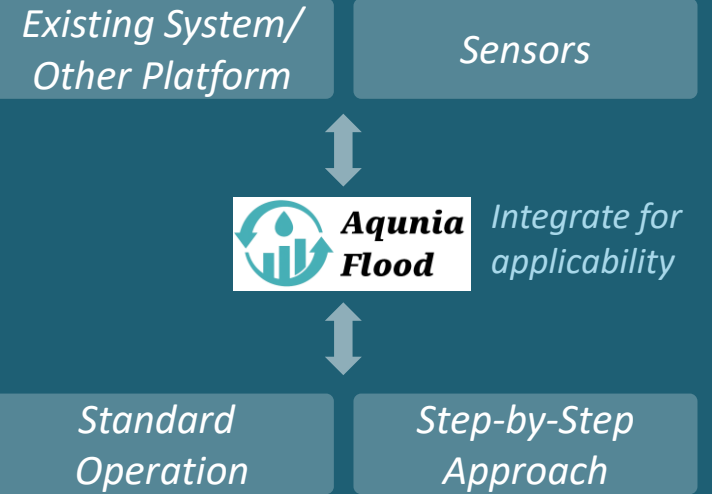 Existing System/
Other Platform
Sensors
Aqunia
Flood
Integrate for
applicability
Standard
Operation
Step-by-Step
Approach